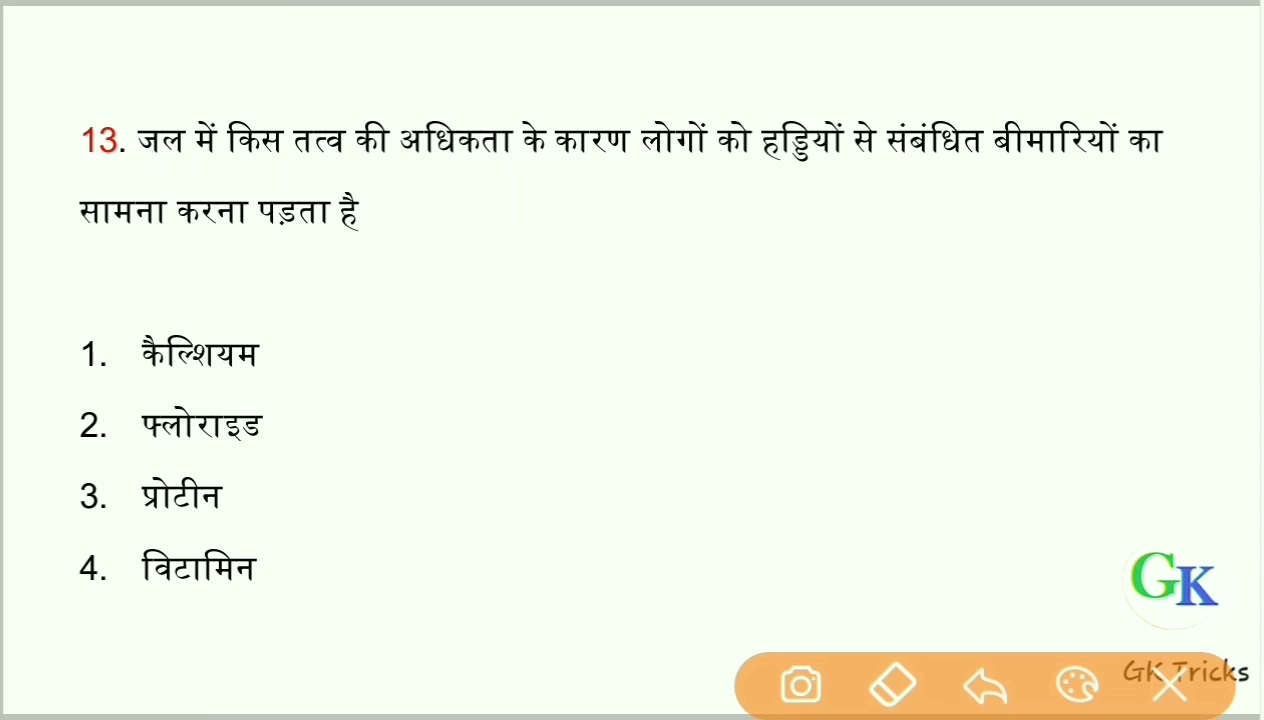 13. जल में किस तत्व की अधिकता के कारण लोगों को हड्डियों से संबंधित बीमारियों का
सामना करना पड़ता है
1. कैल्शियम
2. फ्लोराइड
3. प्रोटीन
4. विटामिन
GK
GK Tricks